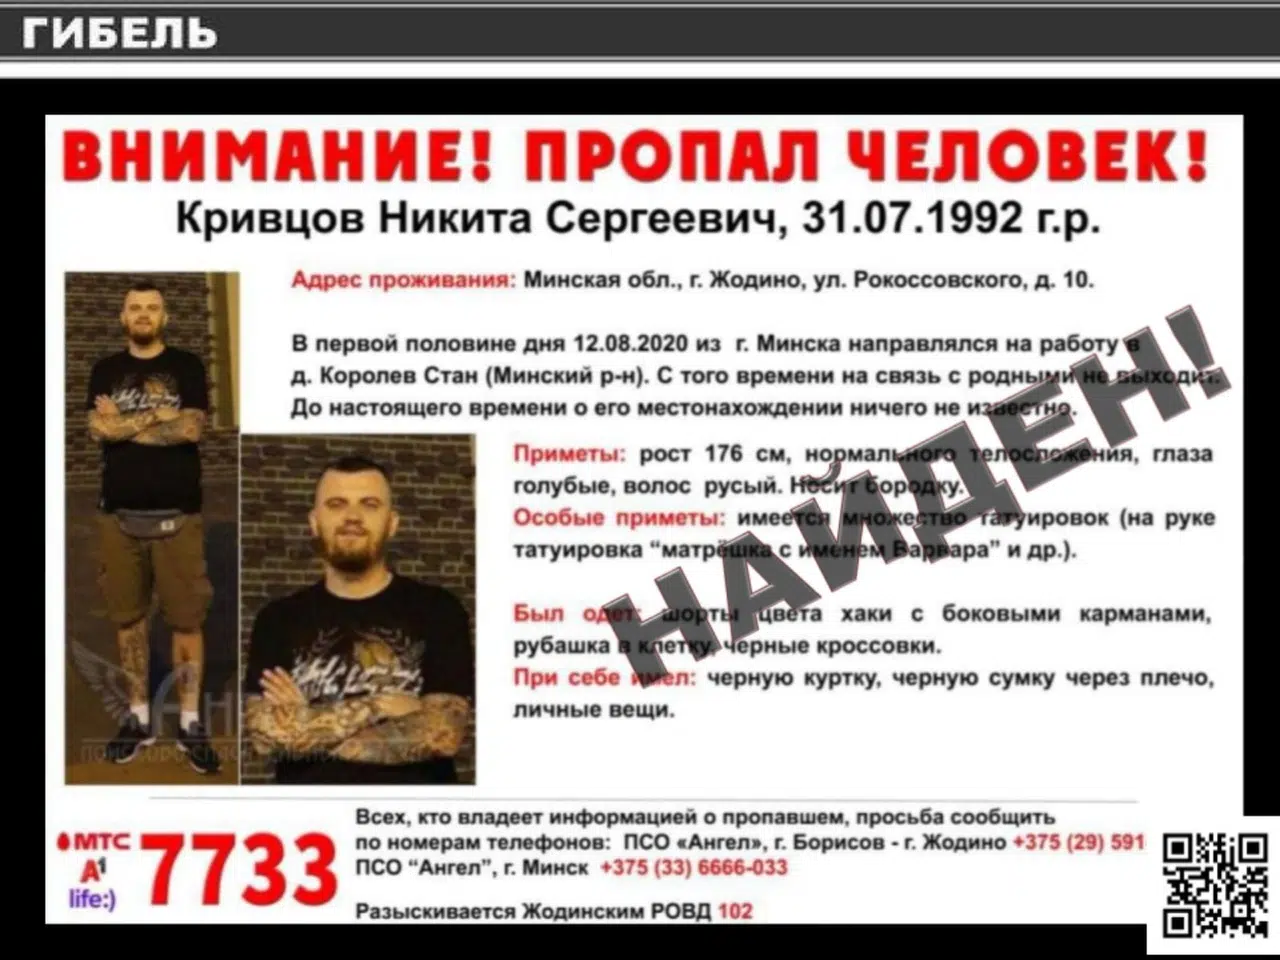 ГИБЕЛЬ
ВНИМАНИЕ! ПРОПАЛ ЧЕЛОВЕК!
Кривцов Никита Сергеевич, 31.07.1992 г.р.
Адрес проживания: Минская обл., г. Жодино, ул. Рокоссовского, д. 10.
В первой половине дня 12.08.2020 из г. Минска направлялся на работу в
д. Королев Стан (Минский р-н). С того времени на связь с родными не выходит.
До настоящего времени о его местонахождении ничего не известно.
Приметы: рост 176 см, нормального телосложения, глаза
голубые, волос русый. Носит бородку.
Особые приметы: имеется множество татуировок (на руке
татуировка “матрёшка с именем Варвара” и др.).
Был одет: шорты цвета хаки с боковыми карманами,
рубашка в клетку, черные кроссовки.
При себе имел: черную куртку, черную сумку через плечо,
личные вещи.
НАЙДЕН!
Всех, кто владеет информацией о пропавшем, просьба сообщить
по номерам телефонов: ПСО «Ангел», г. Борисов - г. Жодино +375 (29) 591
ПСО “Ангел”, г. Минск +375 (33) 6666-033
Разыскивается Жодинским РОВД 102
МТС
A1
life:)
7733